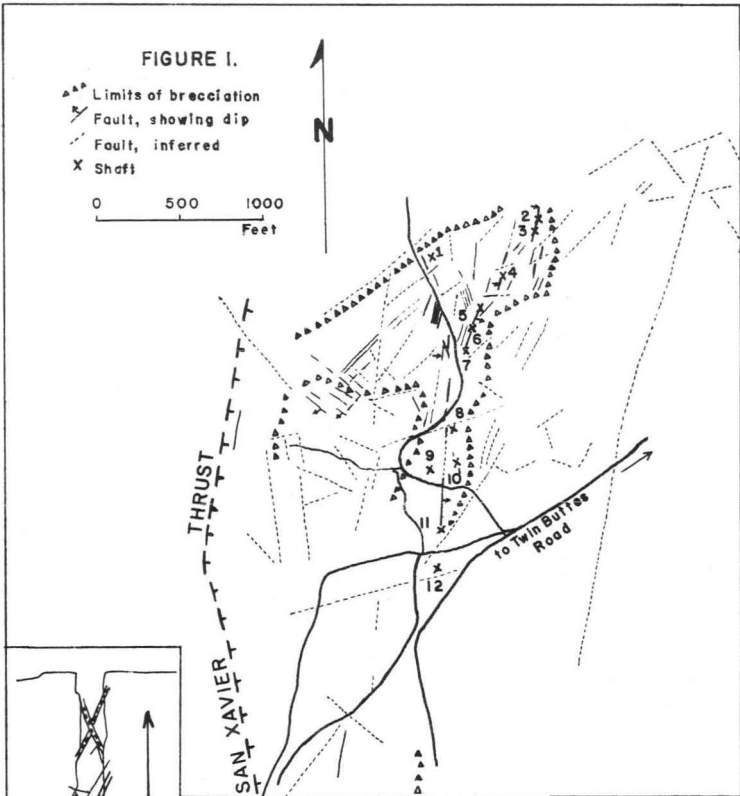 FIGURE 1.
Limits of brecciation
Fault, showing dip
Fault, inferred
X Shaft
0 500 1000
Feet
N
1
2
3
4
5
6
7
8
9
10
11
12
THRUST
SAN XAVIER
to Twin Buttes
Road